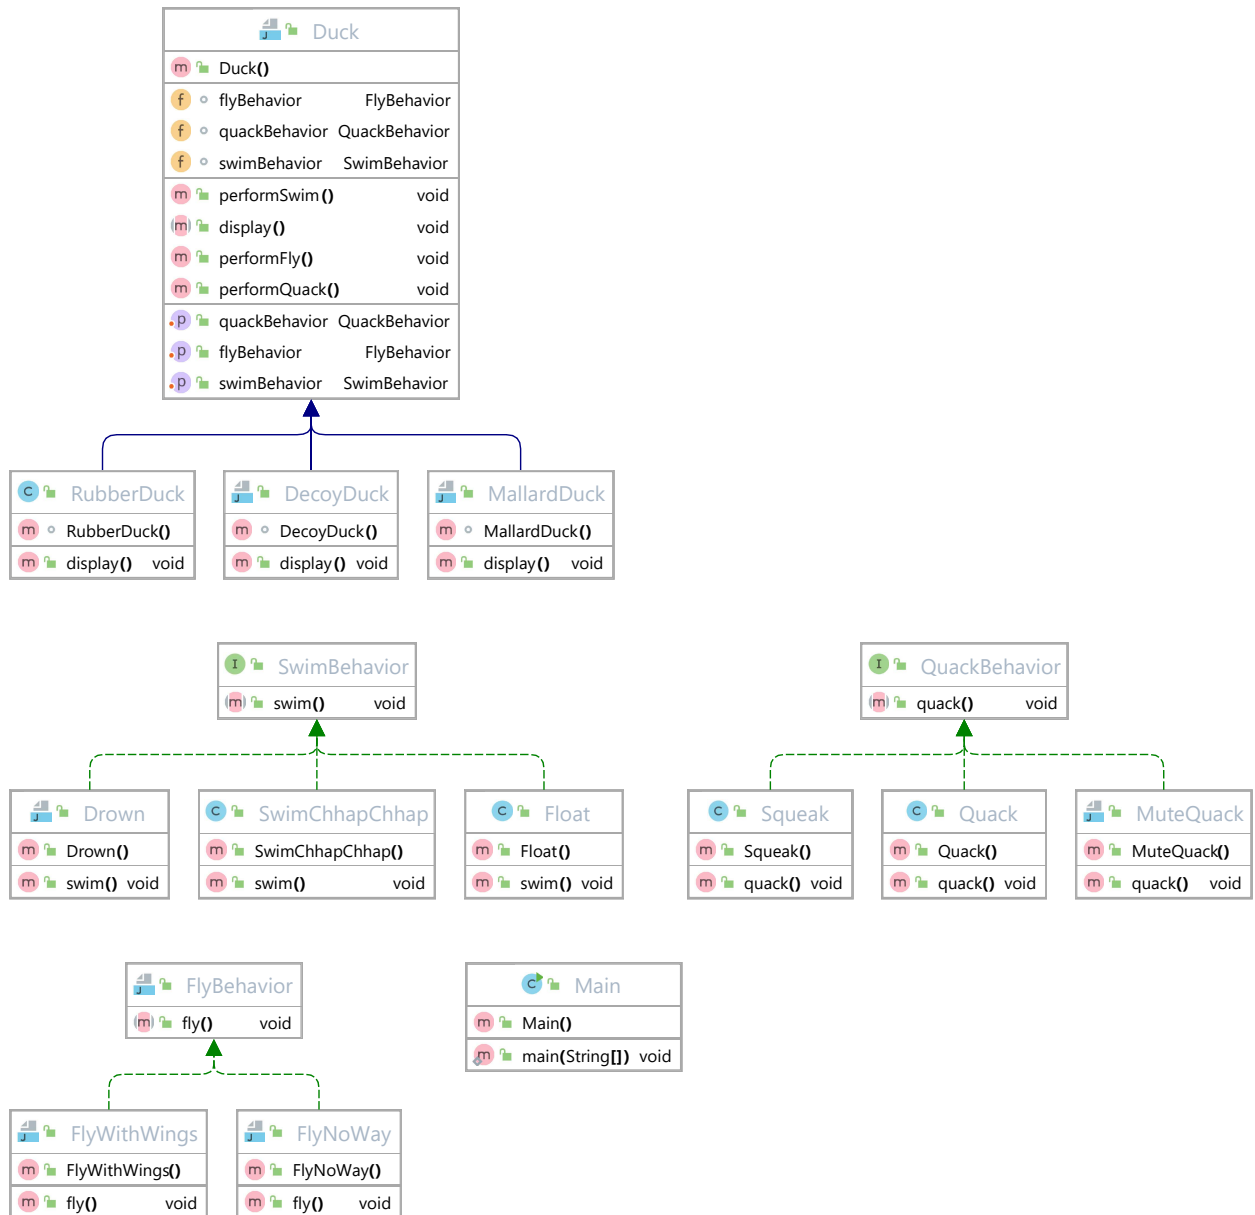 Duck
Duck()
flyBehavior FlyBehavior
quackBehavior QuackBehavior
swimBehavior SwimBehavior
performSwim() void
display() void
performFly() void
performQuack() void
quackBehavior QuackBehavior
flyBehavior FlyBehavior
swimBehavior SwimBehavior
RubberDuck
RubberDuck()
display() void
DecoyDuck
DecoyDuck()
display() void
MallardDuck
MallardDuck()
display() void
SwimBehavior
swim() void
QuackBehavior
quack() void
Drown
Drown()
swim() void
SwimChhapChhap
SwimChhapChhap()
swim() void
Float
Float()
swim() void
Squeak
Squeak()
quack() void
Quack
Quack()
quack() void
MuteQuack
MuteQuack()
quack() void
FlyBehavior
fly() void
Main
Main()
main(String[]) void
FlyWithWings
FlyWithWings()
fly() void
FlyNoWay
FlyNoWay()
fly() void